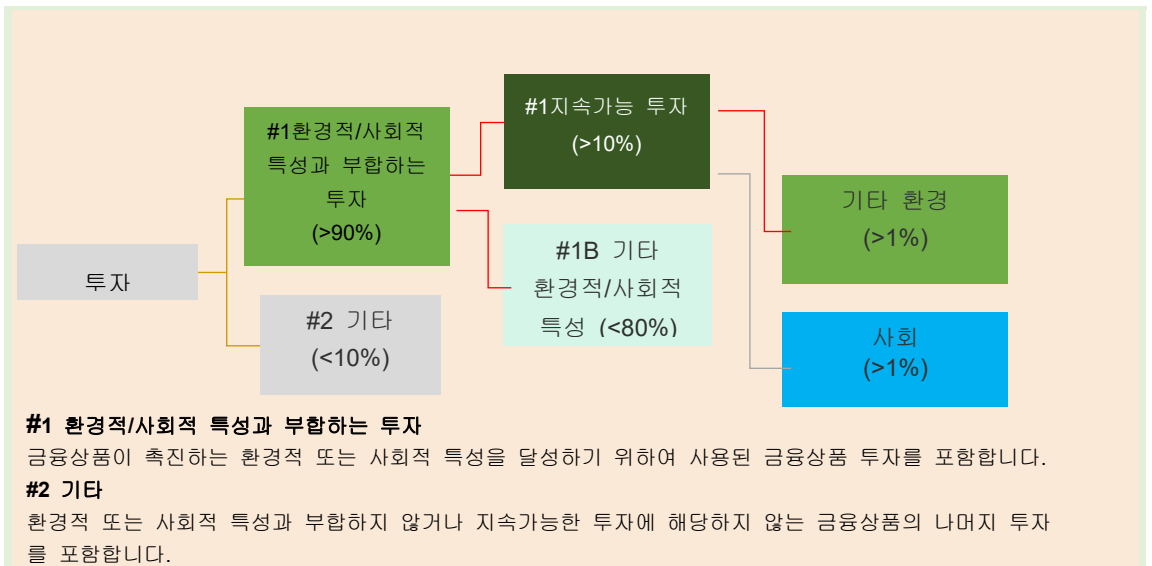 투자
#1환경적/사회적
특성과 부합하는
투자
(>90%)
#2 기타
(<10%)
#1지속가능 투자
(>10%)
#1B 기타
환경적/사회적
특성 (<80%)
기타 환경
(>1%)
사회
(>1%)
#1 환경적/사회적 특성과 부합하는 투자
금융상품이 촉진하는 환경적 또는 사회적 특성을 달성하기 위하여 사용된 금융상품 투자를 포함합니다.
#2 기타
환경적 또는 사회적 특성과 부합하지 않거나 지속가능한 투자에 해당하지 않는 금융상품의 나머지 투자
를 포함합니다.